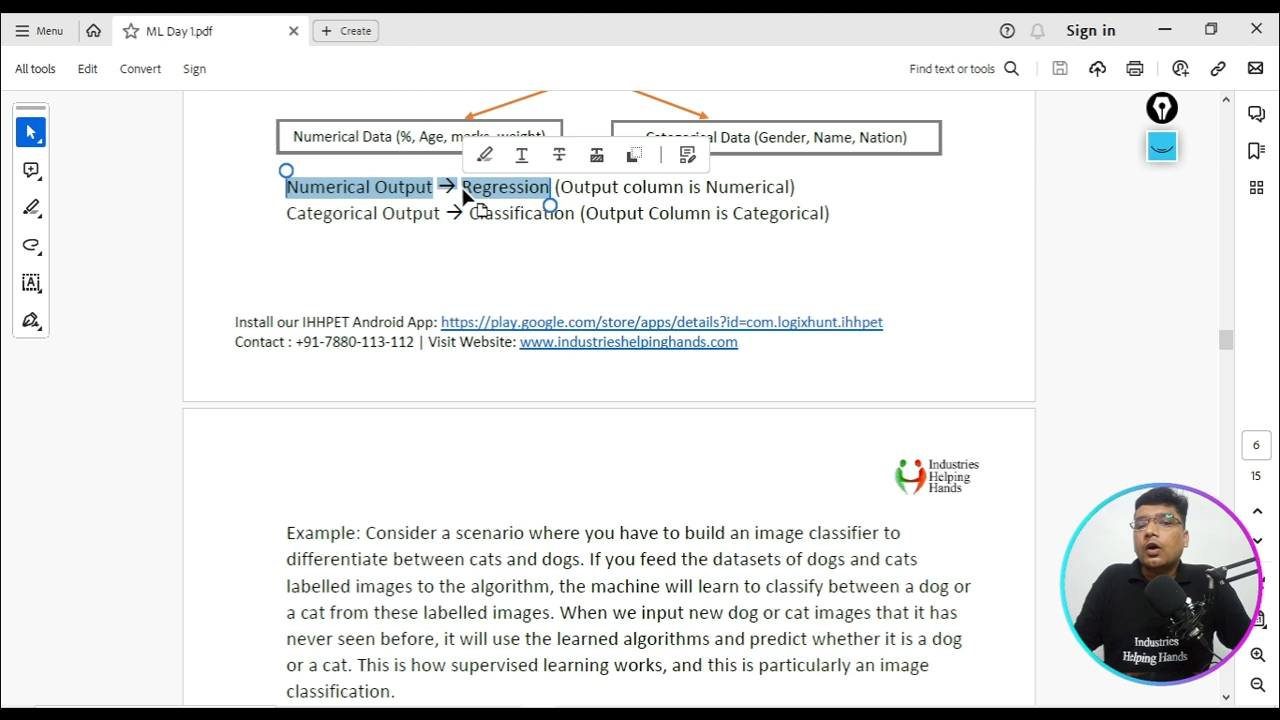 Menu
ML Day 1.pdf
Create
Sign in
All tools
Edit
Convert
Sign
Find text or tools
Numerical Data (%, Age, marks, weight)
Categorical Data (Gender, Name, Nation)
Numerical Output → Regression (Output column is Numerical)
Categorical Output → Classification (Output Column is Categorical)
Install our IHHPET Android App: https://play.google.com/store/apps/details?id=com.logixhunt.ihhpet
Contact : +91-7880-113-112 | Visit Website: www.industrieshelpinghands.com
6
15
Industries
Helping
Hands
Example: Consider a scenario where you have to build an image classifier to
differentiate between cats and dogs. If you feed the datasets of dogs and cats
labelled images to the algorithm, the machine will learn to classify between a dog or
a cat from these labelled images. When we input new dog or cat images that it has
never seen before, it will use the learned algorithms and predict whether it is a dog
or a cat. This is how supervised learning works, and this is particularly an image
classification.
Industries
Helping Hands